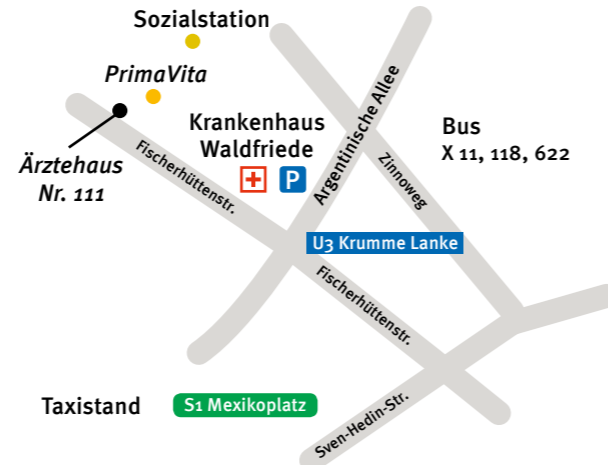 Sozialstation
PrimaVita
Ärztehaus
Nr. 111
Krankenhaus
Waldfriede
P
Fischerhüttenstr.
Argentinische Allee
Zinnoweg
Bus
X 11, 118, 622
U3 Krumme Lanke
Fischerhüttenstr.
Taxistand
S1 Mexikoplatz
Sven-Hedin-Str.